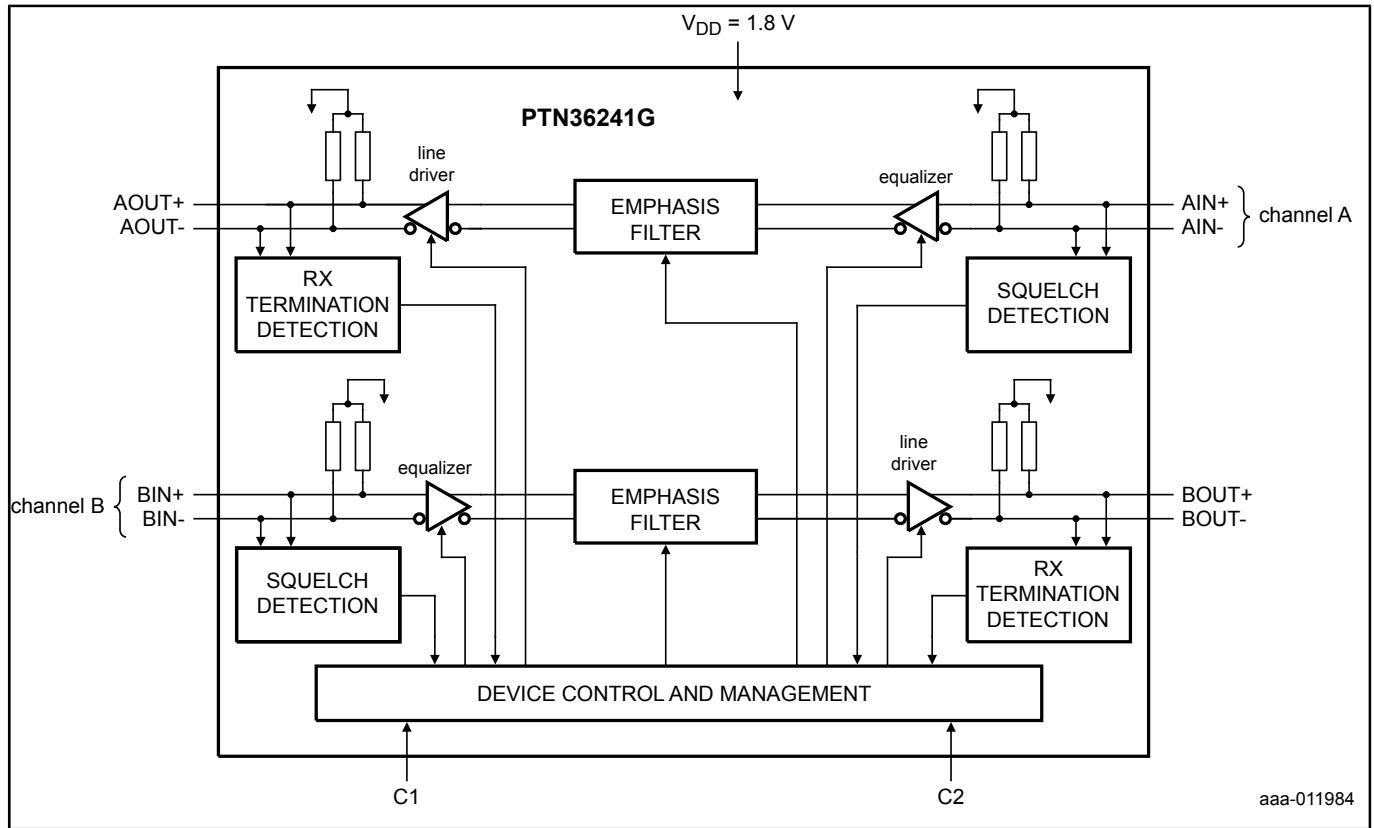 VDD = 1.8 V
PTN36241G
line
driver
equalizer
EMPHASIS
FILTER
AOUT+
AOUT-
AIN+
AIN-
channel A
RX
TERMINATION
DETECTION
SQUELCH
DETECTION
equalizer
line
driver
EMPHASIS
FILTER
channel B
BIN+
BIN-
BOUT+
BOUT-
SQUELCH
DETECTION
RX
TERMINATION
DETECTION
DEVICE CONTROL AND MANAGEMENT
C1
C2
aaa-011984